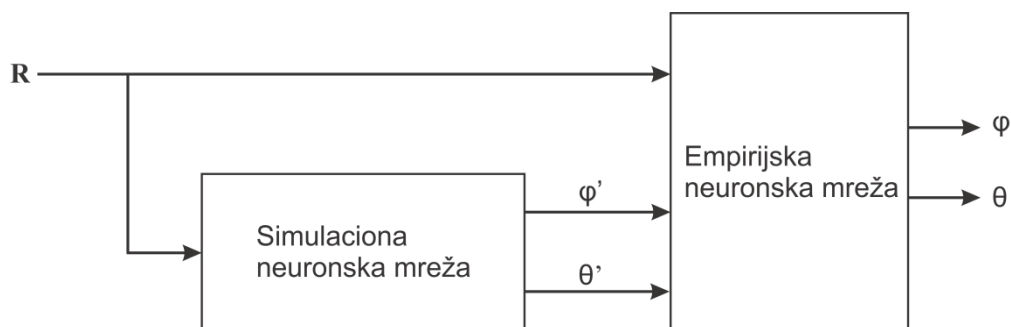 R
Simulaciona
neuronska mreža
φ’
θ’
Empirijska
neuronska mreža
φ
θ